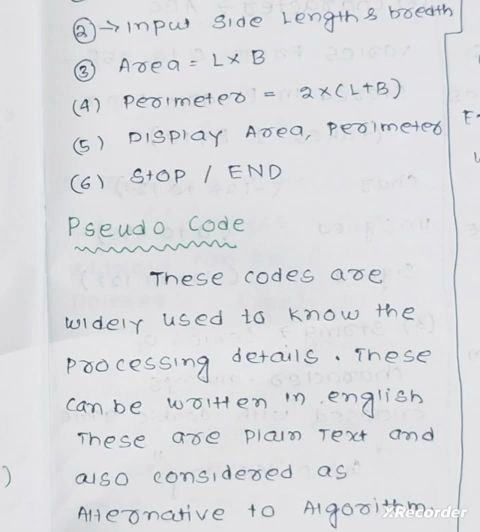 ② → Input Side Length & breadth
③ Area = L x B
(4) Perimeter = 2x(L+B)
(5) DISPLAY Area, Perimeter
(6) STOP / END
Pseudo Code
These codes are
widely used to know the
Processing details. These
can be written in english
These are Plain Text and
also considered as
Alternative to Algorithm
XRecorder